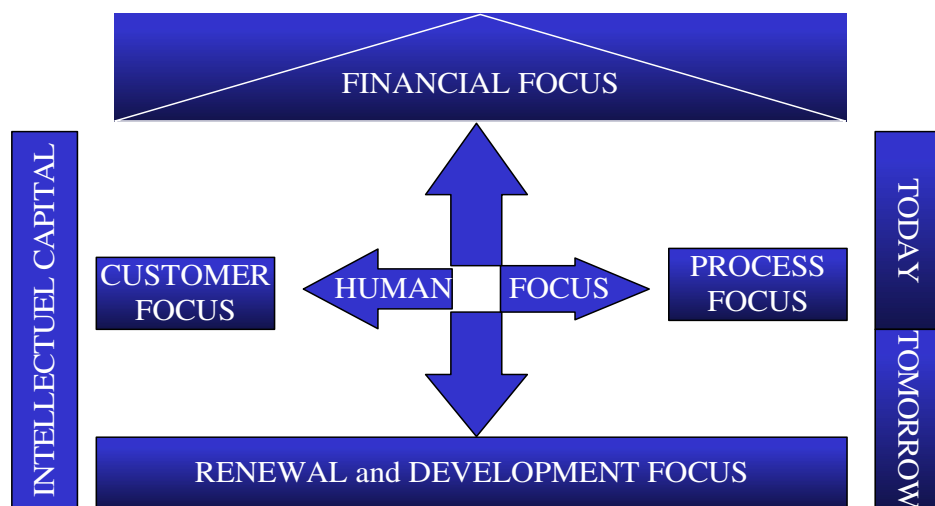 FINANCIAL FOCUS
INTELLECTUEL CAPITAL
TODAY
CUSTOMER
FOCUS
HUMAN
FOCUS
PROCESS
FOCUS
TOMORROW
RENEWAL and DEVELOPMENT FOCUS